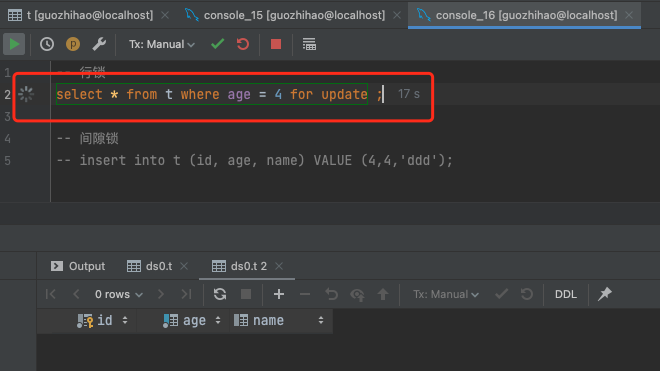 t [guozhihao@localhost] console_15 [guozhihao@localhost] console_16 [guozhihao@localhost]
Tx: Manual
1 -- 行锁
2 select * from t where age = 4 for update ; 17 s
3
4 -- 间隙锁
5 -- insert into t (id, age, name) VALUE (4,4,'ddd');
Output ds0.t ds0.t 2
0 rows Tx: Manual DDL
id age name